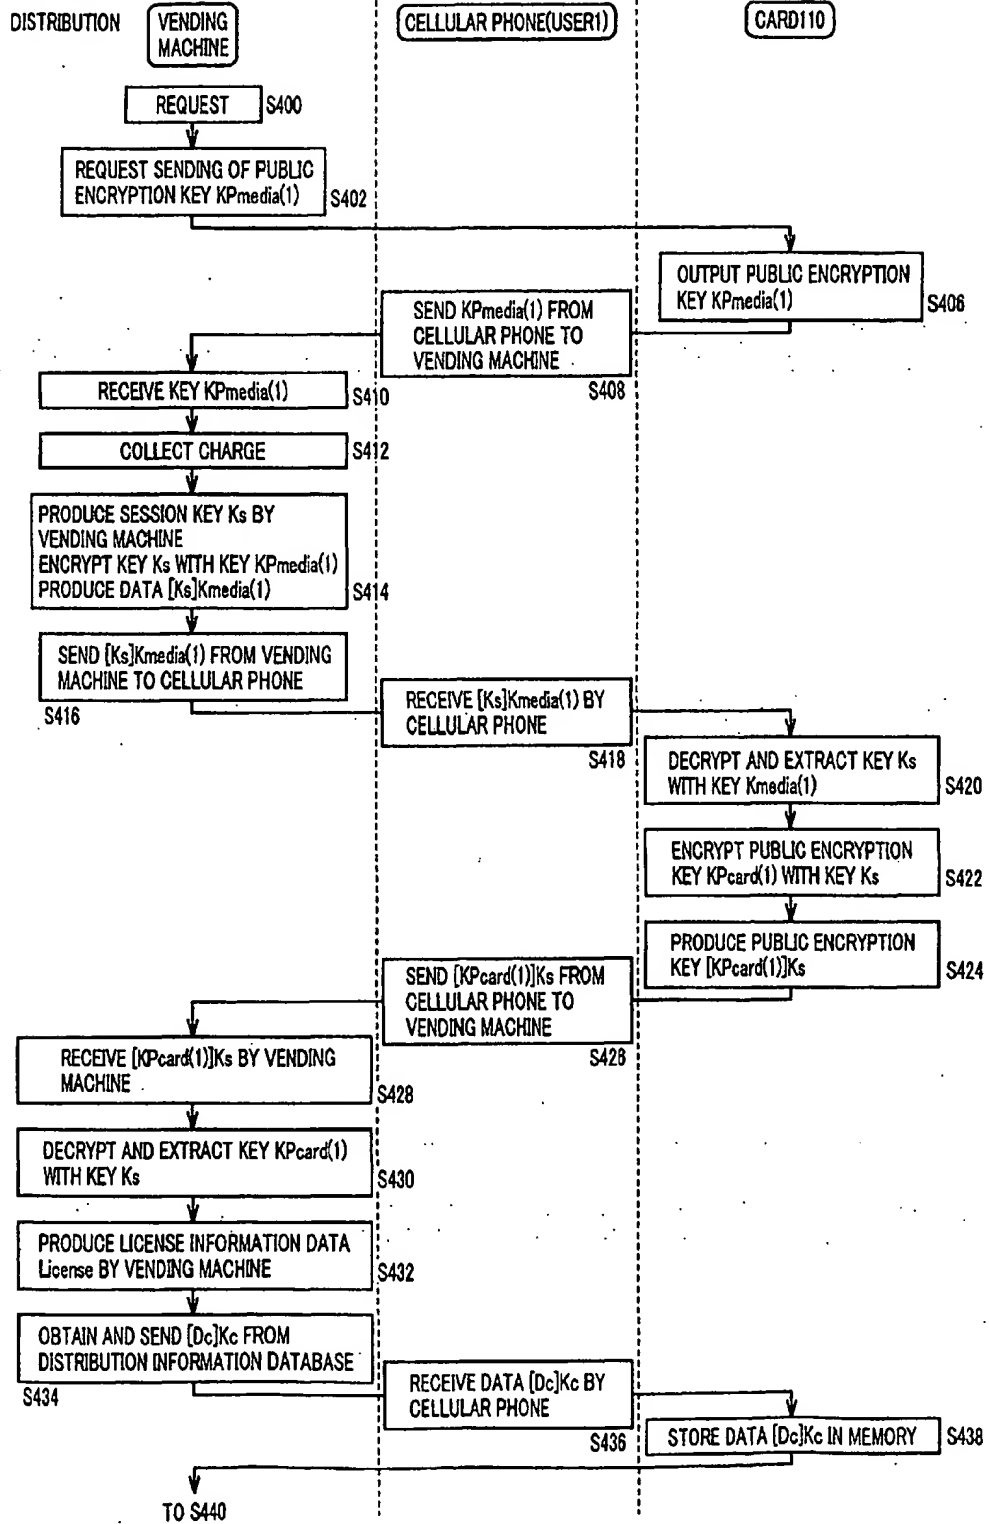 DISTRIBUTION
VENDING
MACHINE
CELLULAR PHONE(USER1)
CARD110
REQUEST
S400
REQUEST SENDING OF PUBLIC
ENCRYPTION KEY KPmedia(1)
S402
OUTPUT PUBLIC ENCRYPTION
KEY KPmedia(1)
S406
SEND KPmedia(1) FROM
CELLULAR PHONE TO
VENDING MACHINE
S408
RECEIVE KEY KPmedia(1)
S410
COLLECT CHARGE
S412
PRODUCE SESSION KEY Ks BY
VENDING MACHINE
ENCRYPT KEY Ks WITH KEY KPmedia(1)
PRODUCE DATA [Ks]Kmedia(1)
S414
SEND [Ks]Kmedia(1) FROM VENDING
MACHINE TO CELLULAR PHONE
S416
RECEIVE [Ks]Kmedia(1) BY
CELLULAR PHONE
S418
DECRYPT AND EXTRACT KEY Ks
WITH KEY Kmedia(1)
S420
ENCRYPT PUBLIC ENCRYPTION
KEY KPcard(1) WITH KEY Ks
S422
PRODUCE PUBLIC ENCRYPTION
KEY [KPcard(1)]Ks
S424
SEND [KPcard(1)]Ks FROM
CELLULAR PHONE TO
VENDING MACHINE
S426
RECEIVE [KPcard(1)]Ks BY VENDING
MACHINE
S428
DECRYPT AND EXTRACT KEY KPcard(1)
WITH KEY Ks
S430
PRODUCE LICENSE INFORMATION DATA
License BY VENDING MACHINE
S432
OBTAIN AND SEND [Dc]Kc FROM
DISTRIBUTION INFORMATION DATABASE
S434
RECEIVE DATA [Dc]Kc BY
CELLULAR PHONE
S436
STORE DATA [Dc]Kc IN MEMORY
S438
TO S440